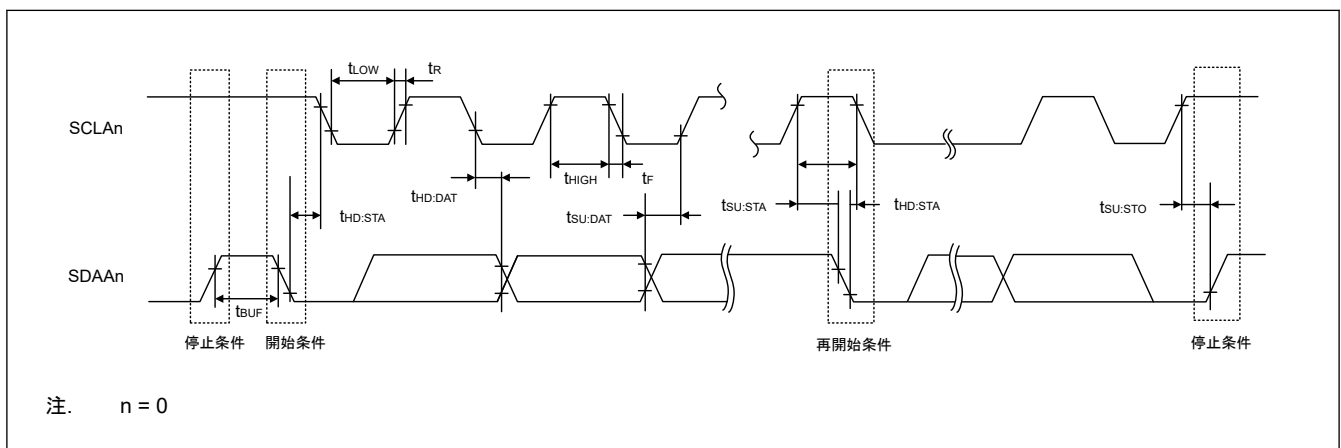 tLOW
tR
SCLAn
tHD:DAT
tHIGH
tF
tHD:STA
tSU:DAT
tSU:STA
tHD:STA
tSU:STO
SDAAn
tBUF
停止条件
開始条件
再開始条件
停止条件
注. n = 0